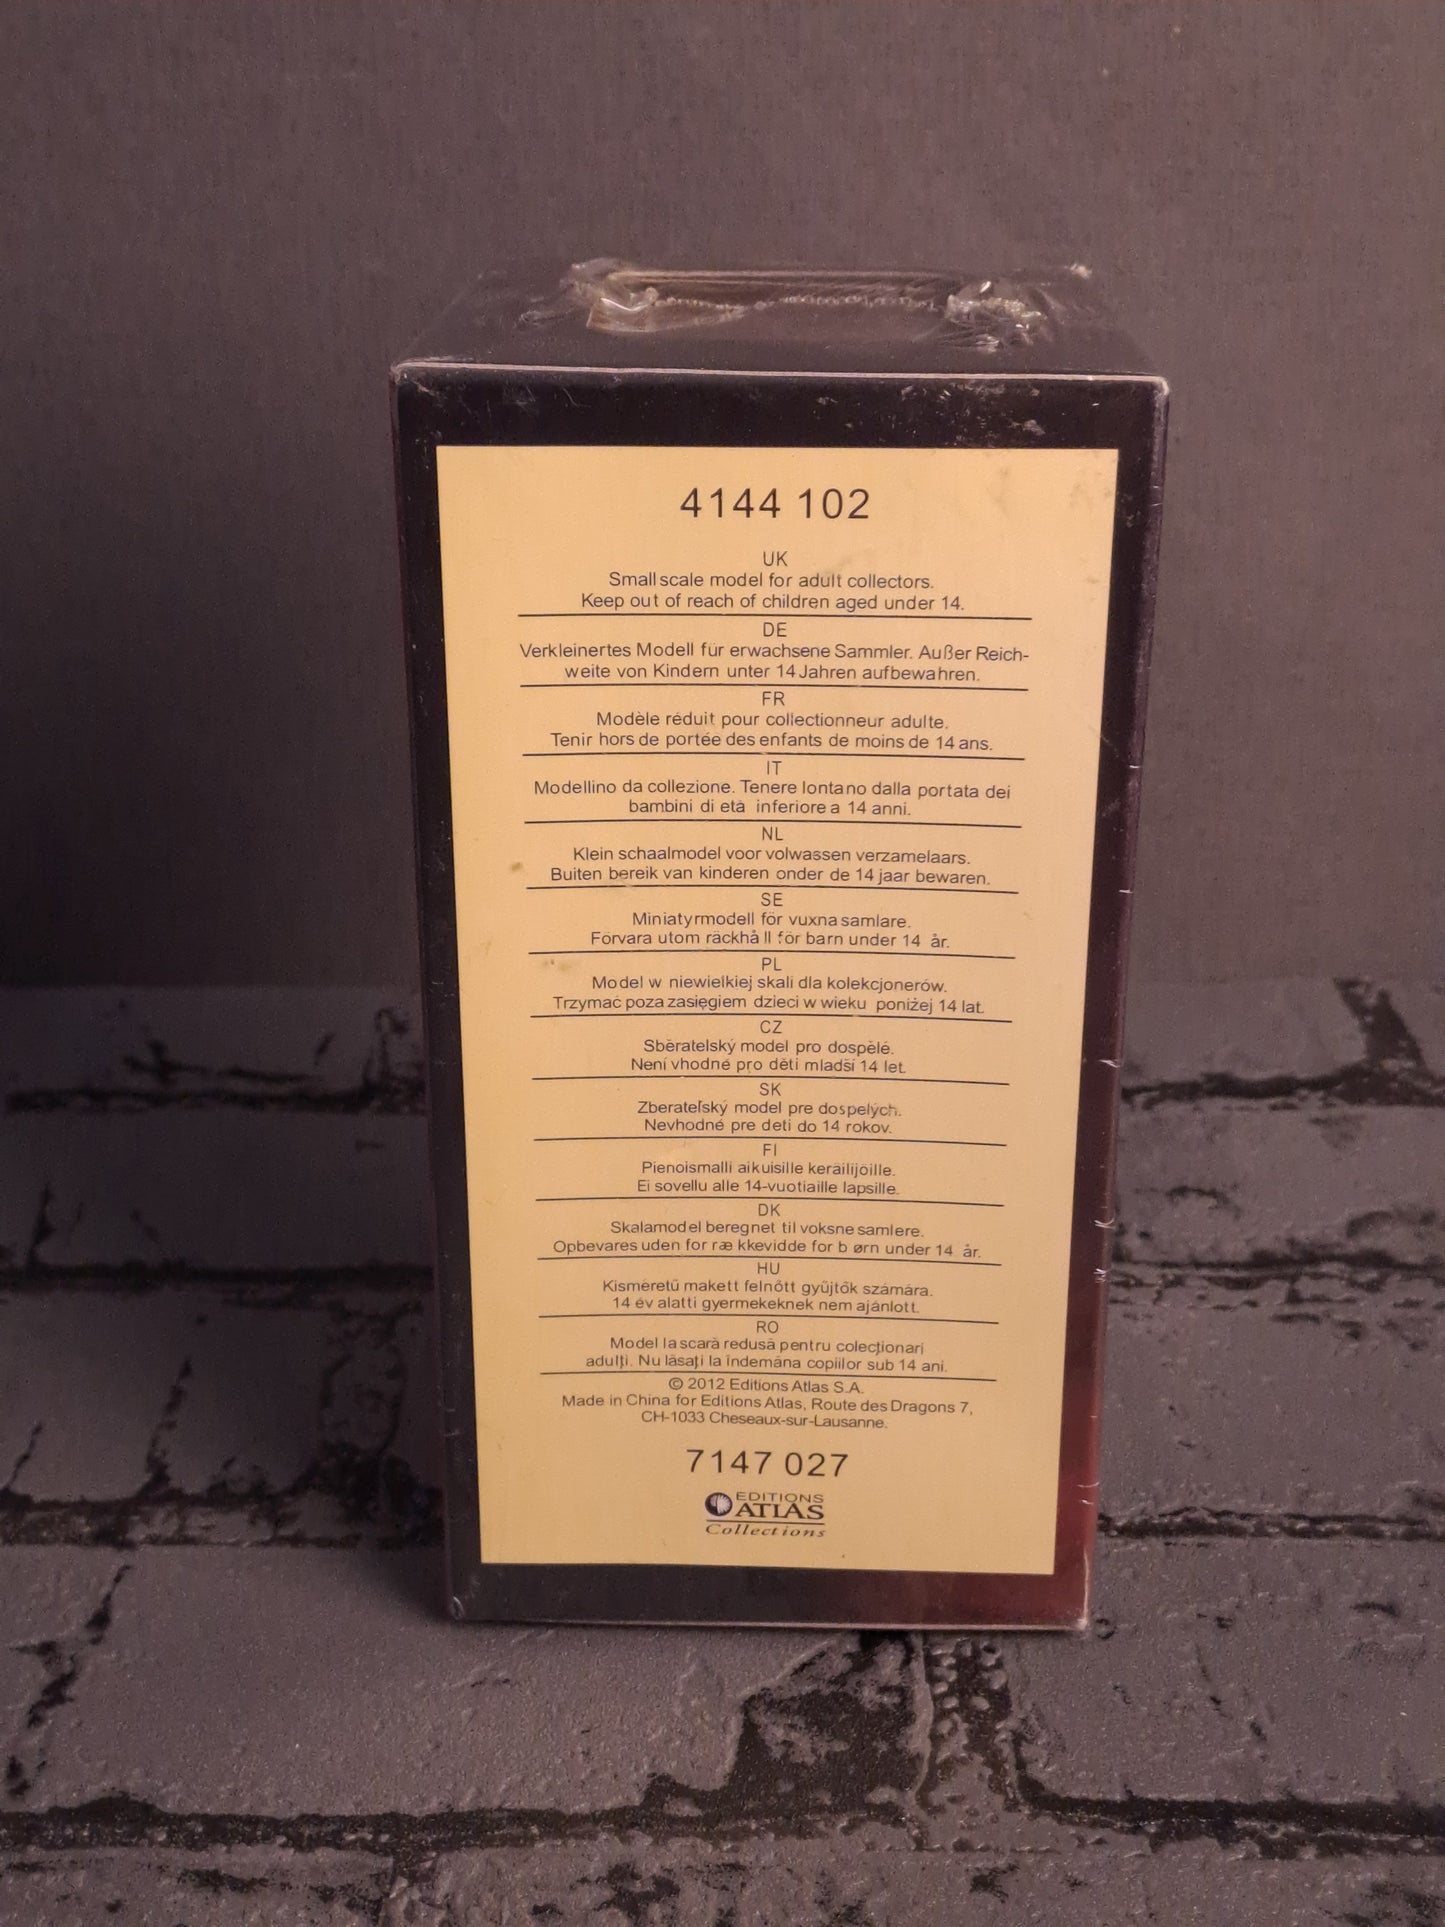 4144 102
UK
Small scale model for adult collectors.
Keep out of reach of children aged under 14.
DE
Verkleinertes Modell für erwachsene Sammler. Außer Reich-
weite von Kindern unter 14 Jahren aufbewahren.
FR
Modèle réduit pour collectionneur adulte.
Tenir hors de portée des enfants de moins de 14 ans.
IT
Modellino da collezione. Tenere lontano dalla portata dei
bambini di età inferiore a 14 anni.
NL
Klein schaalmodel voor volwassen verzamelaars.
Buiten bereik van kinderen onder de 14 jaar bewaren.
SE
Miniatyrmodell för vuxna samlare.
Förvara utom räckhå ll för barn under 14 år.
PL
Model w niewielkiej skali dla kolekcjonerów.
Trzymać poza zasięgiem dzieci w wieku poniżej 14 lat.
CZ
Sběratelský model pro dospělé.
Není vhodné pro děti mladší 14 let.
SK
Zberateľský model pre dospelých.
Nevhodné pre deti do 14 rokov.
FI
Pienoismalli aikuisille keräilijöille.
Ei sovellu alle 14-vuotiaille lapsille.
DK
Skalamodel beregnet til voksne samlere.
Opbevares uden for ræ kkevidde for b ørn under 14 år.
HU
Kisméretű makett felnőtt gyűjtők számára.
14 év alatti gyermekeknek nem ajánlott.
RO
Model la scară redusă pentru colecţionari
adulţi. Nu lăsaţi la îndemâna copiilor sub 14 ani.
© 2012 Editions Atlas S.A.
Made in China for Editions Atlas, Route des Dragons 7,
CH-1033 Cheseaux-sur-Lausanne.
7147 027
EDITIONS
ATLAS
Collections